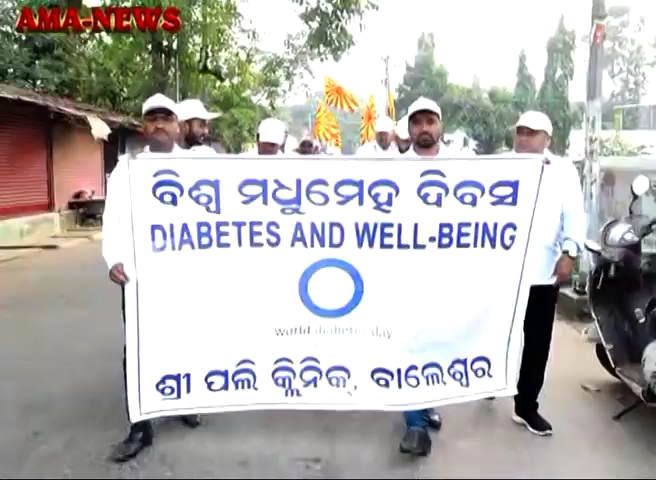 AMA-NEWS
ବିଶ୍ୱ ମଧୁମେହ ଦିବସ
DIABETES AND WELL-BEING
world diabetes day
ଶ୍ରୀ ପଲି କ୍ଲିନିକ୍, ବାଲେଶ୍ୱର